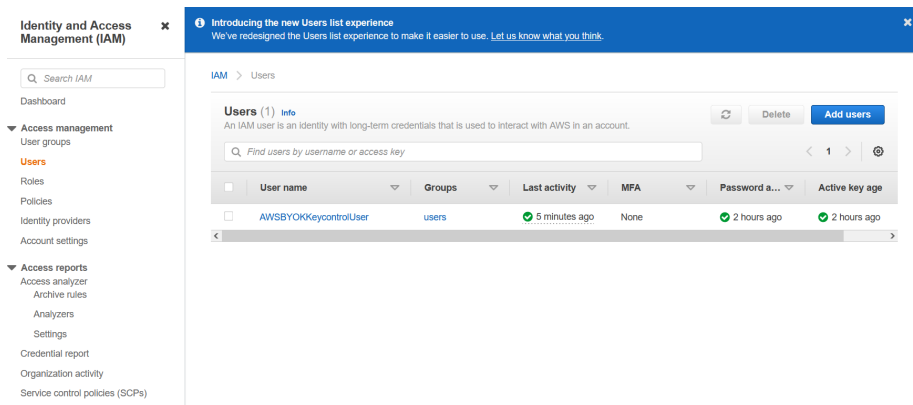 Identity and Access
Management (IAM)
Search IAM
Dashboard
Access management
User groups
Users
Roles
Policies
Identity providers
Account settings
Access reports
Access analyzer
Archive rules
Analyzers
Settings
Credential report
Organization activity
Service control policies (SCPs)
Introducing the new Users list experience
We've redesigned the Users list experience to make it easier to use. Let us know what you think.
IAM > Users
Users (1) Info
An IAM user is an identity with long-term credentials that is used to interact with AWS in an account.
Delete
Add users
Find users by username or access key
1
User name Groups Last activity MFA Password a... Active key age
AWSBYOKKeycontrolUser users 5 minutes ago None 2 hours ago 2 hours ago